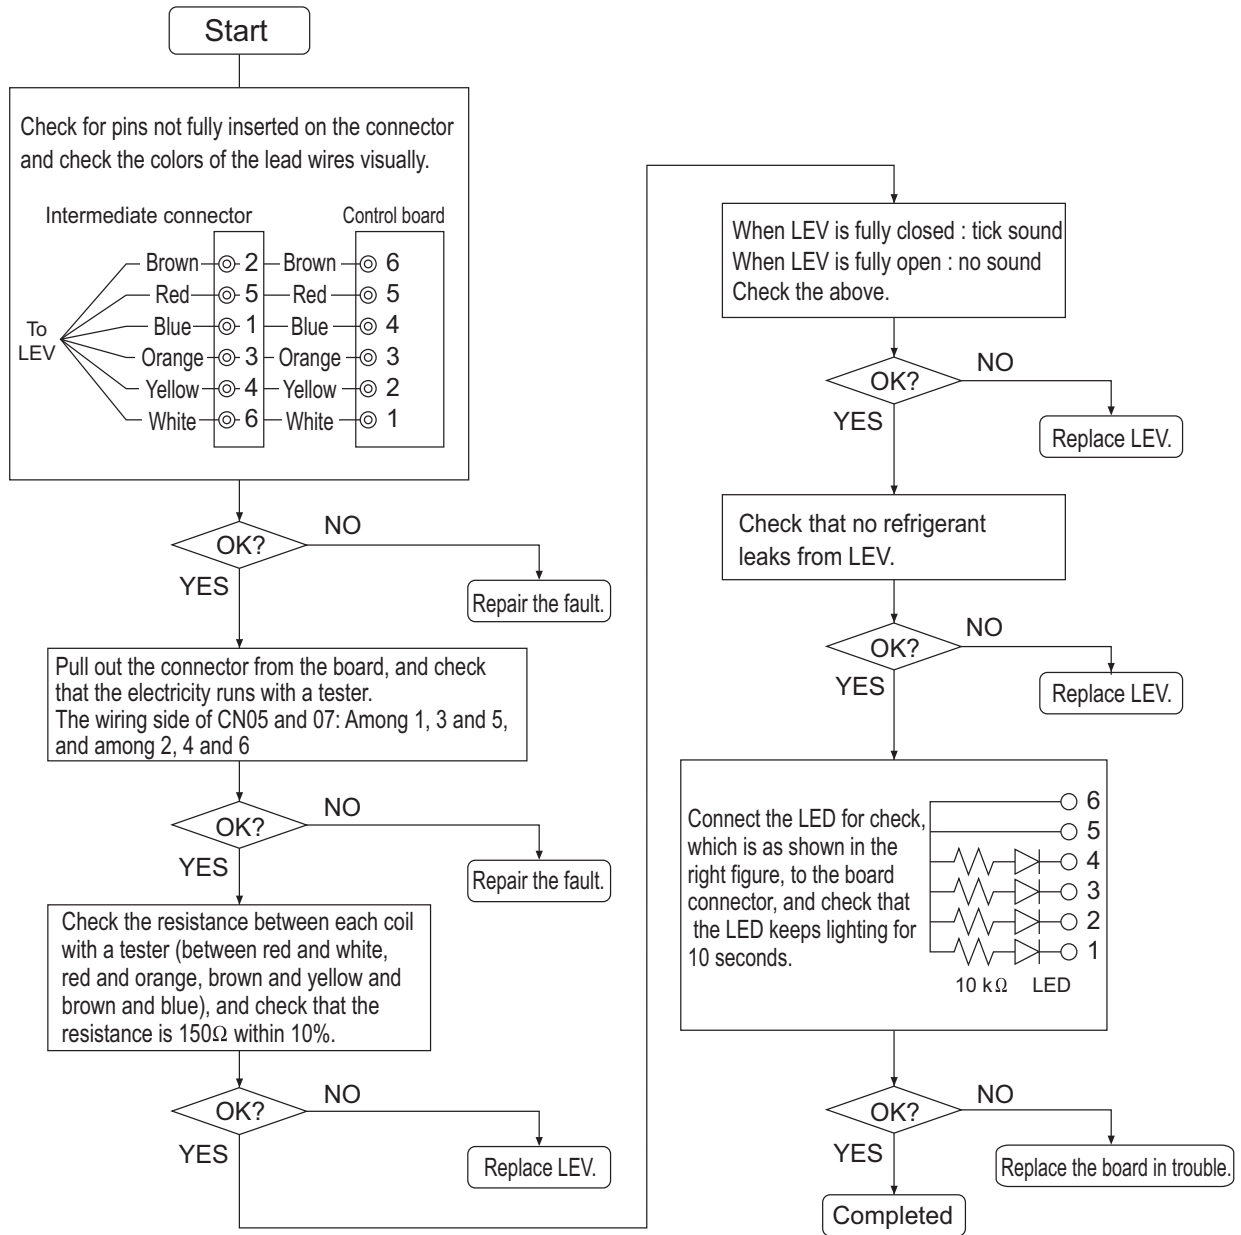 Start
Check for pins not fully inserted on the connector
and check the colors of the lead wires visually.
Intermediate connector
Control board
Brown 2 Brown 6
Red 5 Red 5
Blue 1 Blue 4
Orange 3 Orange 3
Yellow 4 Yellow 2
White 6 White 1
To
LEV
OK?
NO
YES
Repair the fault.
Pull out the connector from the board, and check
that the electricity runs with a tester.
The wiring side of CN05 and 07: Among 1, 3 and 5,
and among 2, 4 and 6
OK?
NO
YES
Repair the fault.
Check the resistance between each coil
with a tester (between red and white,
red and orange, brown and yellow and
brown and blue), and check that the
resistance is 150Ω within 10%.
OK?
NO
YES
Replace LEV.
When LEV is fully closed : tick sound
When LEV is fully open : no sound
Check the above.
OK?
NO
YES
Replace LEV.
Check that no refrigerant
leaks from LEV.
OK?
NO
YES
Replace LEV.
Connect the LED for check,
which is as shown in the
right figure, to the board
connector, and check that
the LED keeps lighting for
10 seconds.
6
5
4
3
2
1
10 kΩ LED
OK?
NO
YES
Replace the board in trouble.
Completed